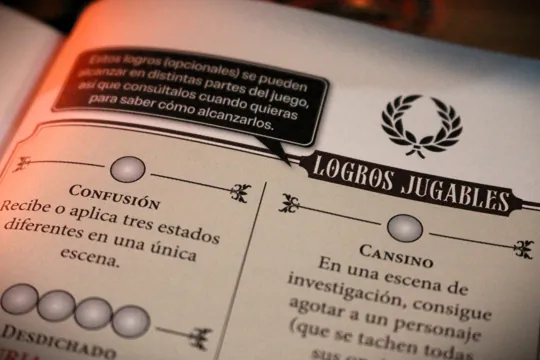 Estos logros (opcionales) se pueden
alcanzar en distintas partes del juego,
así que consúltalos cuando quieras
para saber cómo alcanzarlos.
LOGROS JUGABLES
CONFUSIÓN
Recibe o aplica tres estados
diferentes en una única
escena.
DESDICHADO
CANSINO
En una escena de
investigación, consigue
agotar a un personaje
(que se tachen
sus